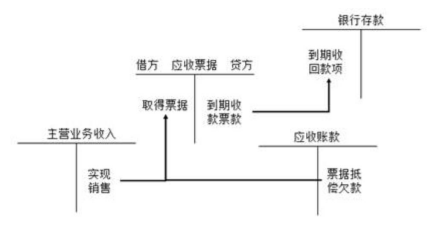 银行存款
借方 应收票据 贷方
到期收
回款项
取得票据
到期收
款票款
主营业务收入
应收账款
实现
销售
票据抵
偿欠款